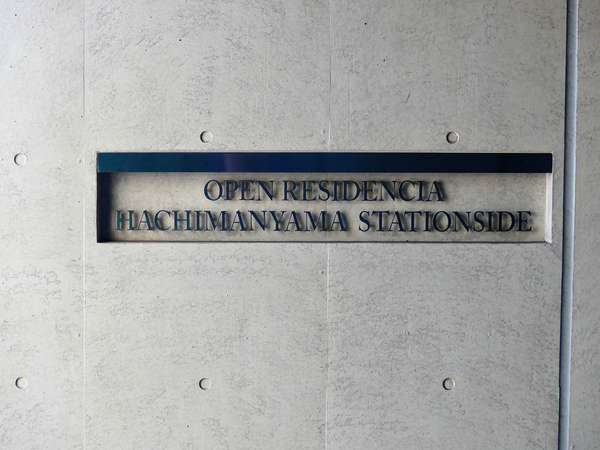 OPEN RESIDENCIA
HACHIMANYAMA STATIONSIDE